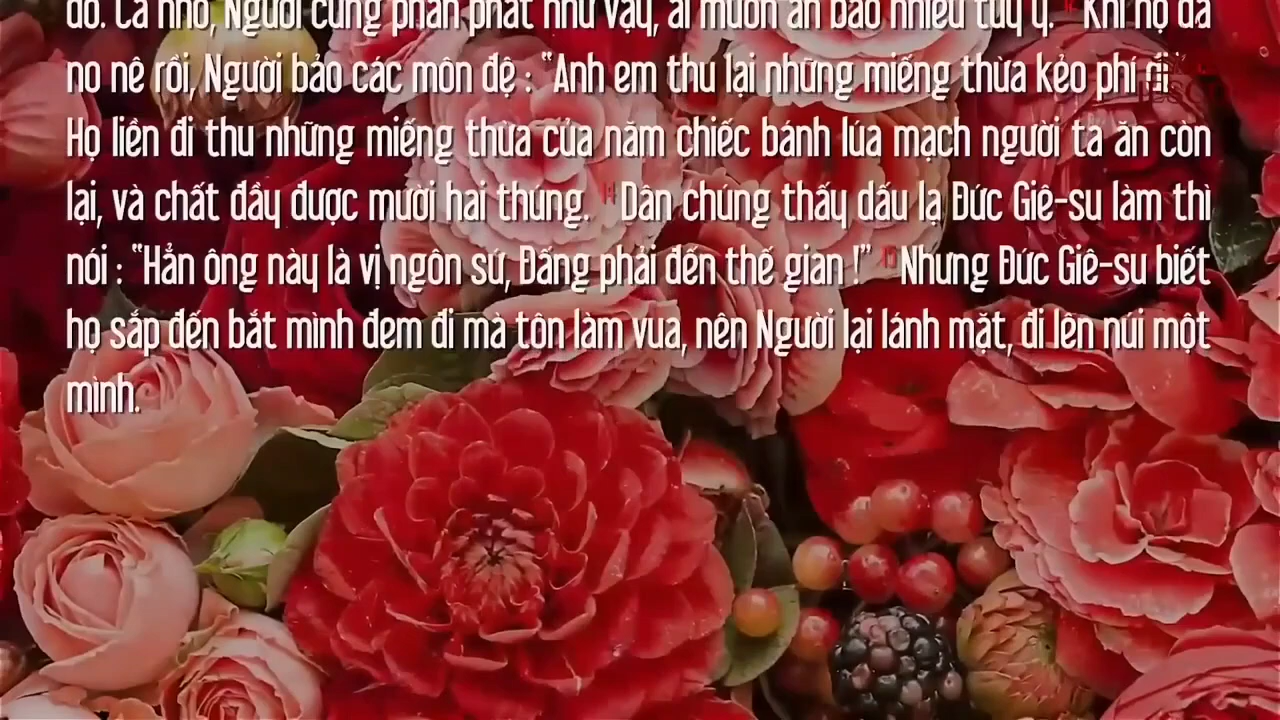 đó. Cá nhỏ, Người cũng phân phát như vậy, ai muốn ăn bao nhiêu tuỳ ý. Khi họ đã
no nê rồi, Người bảo các môn đệ : “Anh em thu lại những miếng thừa kẻo phí đi
Họ liền đi thu những miếng thừa của năm chiếc bánh lúa mạch người ta ăn còn
lại, và chất đầy được mười hai thúng. 14 Dân chúng thấy dấu lạ Đức Giê-su làm thì
nói : “Hẳn ông này là vị ngôn sứ, Đấng phải đến thế gian !” 15 Nhưng Đức Giê-su biết
họ sắp đến bắt mình đem đi mà tôn làm vua, nên Người lại lánh mặt, đi lên núi một
mình.